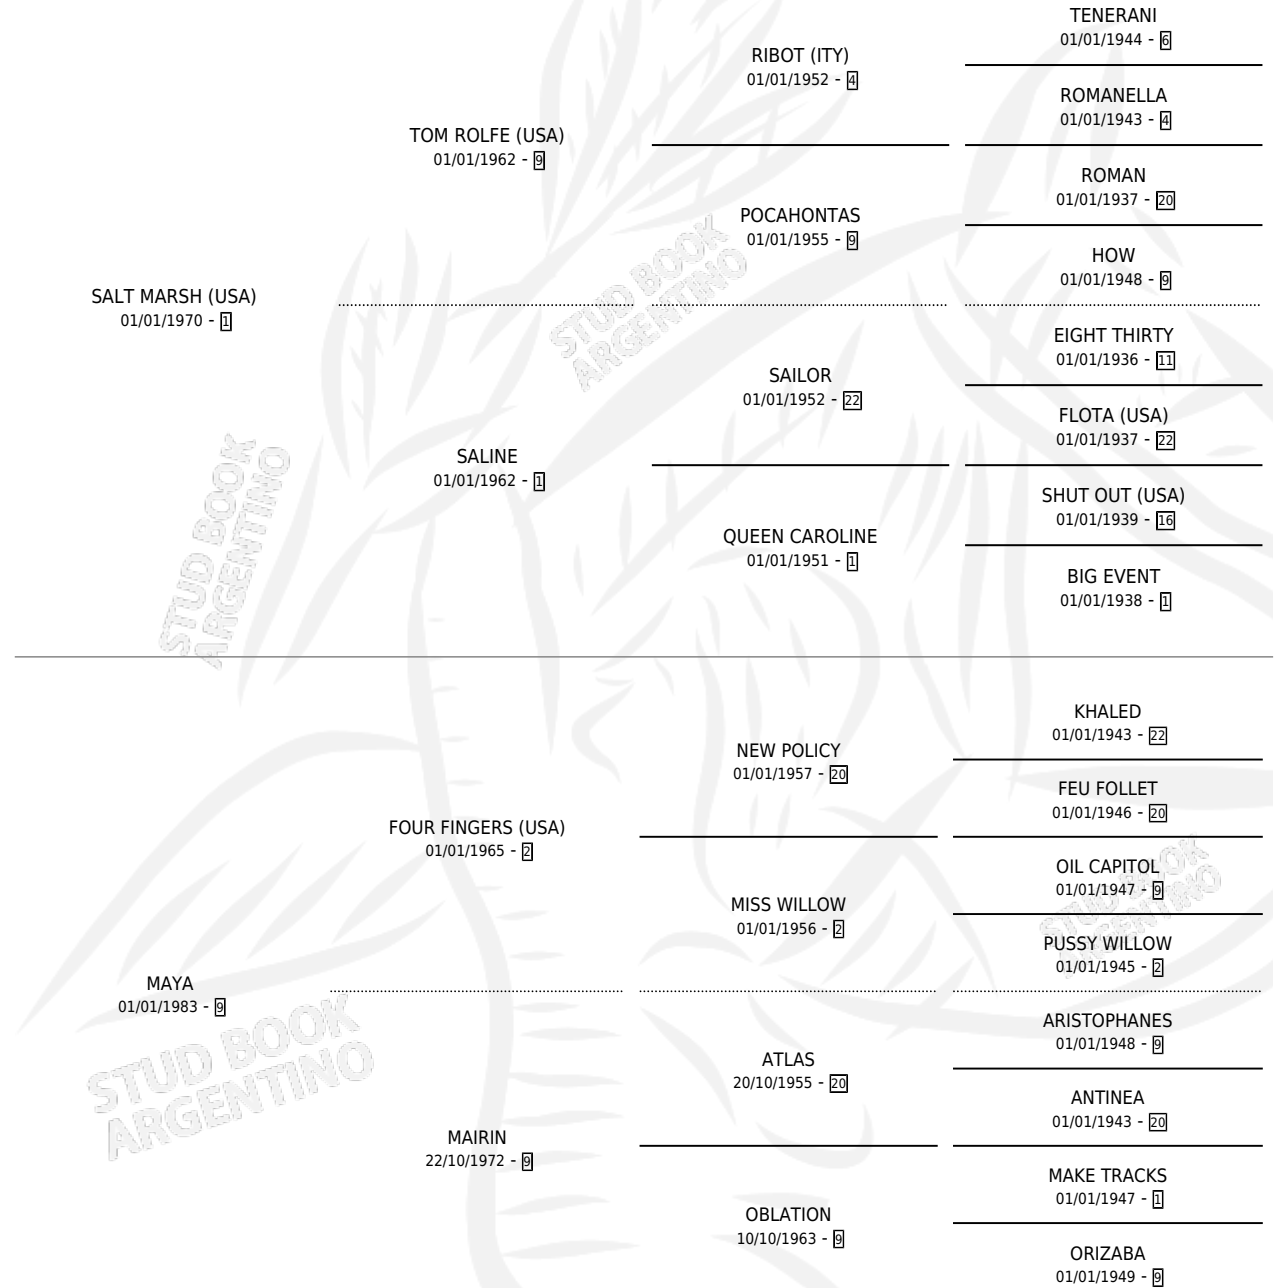 TENERANI
01/01/1944 - 6
RIBOT (ITY)
01/01/1952 - 4
ROMANELLA
01/01/1943 - 4
TOM ROLFE (USA)
01/01/1962 - 9
ROMAN
01/01/1937 - 20
POCAHONTAS
01/01/1955 - 9
HOW
01/01/1948 - 9
SALT MARSH (USA)
01/01/1970 - 1
STUD BOOK
ARGENTINO
EIGHT THIRTY
01/01/1936 - 11
SAILOR
01/01/1952 - 22
FLOTA (USA)
01/01/1937 - 22
SALINE
01/01/1962 - 1
SHUT OUT (USA)
01/01/1939 - 16
QUEEN CAROLINE
01/01/1951 - 1
STUD BOOK
ARGENTINO
BIG EVENT
01/01/1938 - 1
KHALED
01/01/1943 - 22
NEW POLICY
01/01/1957 - 20
FEU FOLLET
01/01/1946 - 20
FOUR FINGERS (USA)
01/01/1965 - 2
OIL CAPITOL
01/01/1947 - 9
MISS WILLOW
01/01/1956 - 2
STUD BOOK
ARGENTINO
PUSSY WILLOW
01/01/1945 - 2
MAYA
01/01/1983 - 9
ARISTOPHANES
01/01/1948 - 9
ATLAS
20/10/1955 - 20
STUD BOOK
ARGENTINO
ANTINEA
01/01/1943 - 20
MAIRIN
22/10/1972 - 9
MAKE TRACKS
01/01/1947 - 1
OBLATION
10/10/1963 - 9
ORIZABA
01/01/1949 - 9